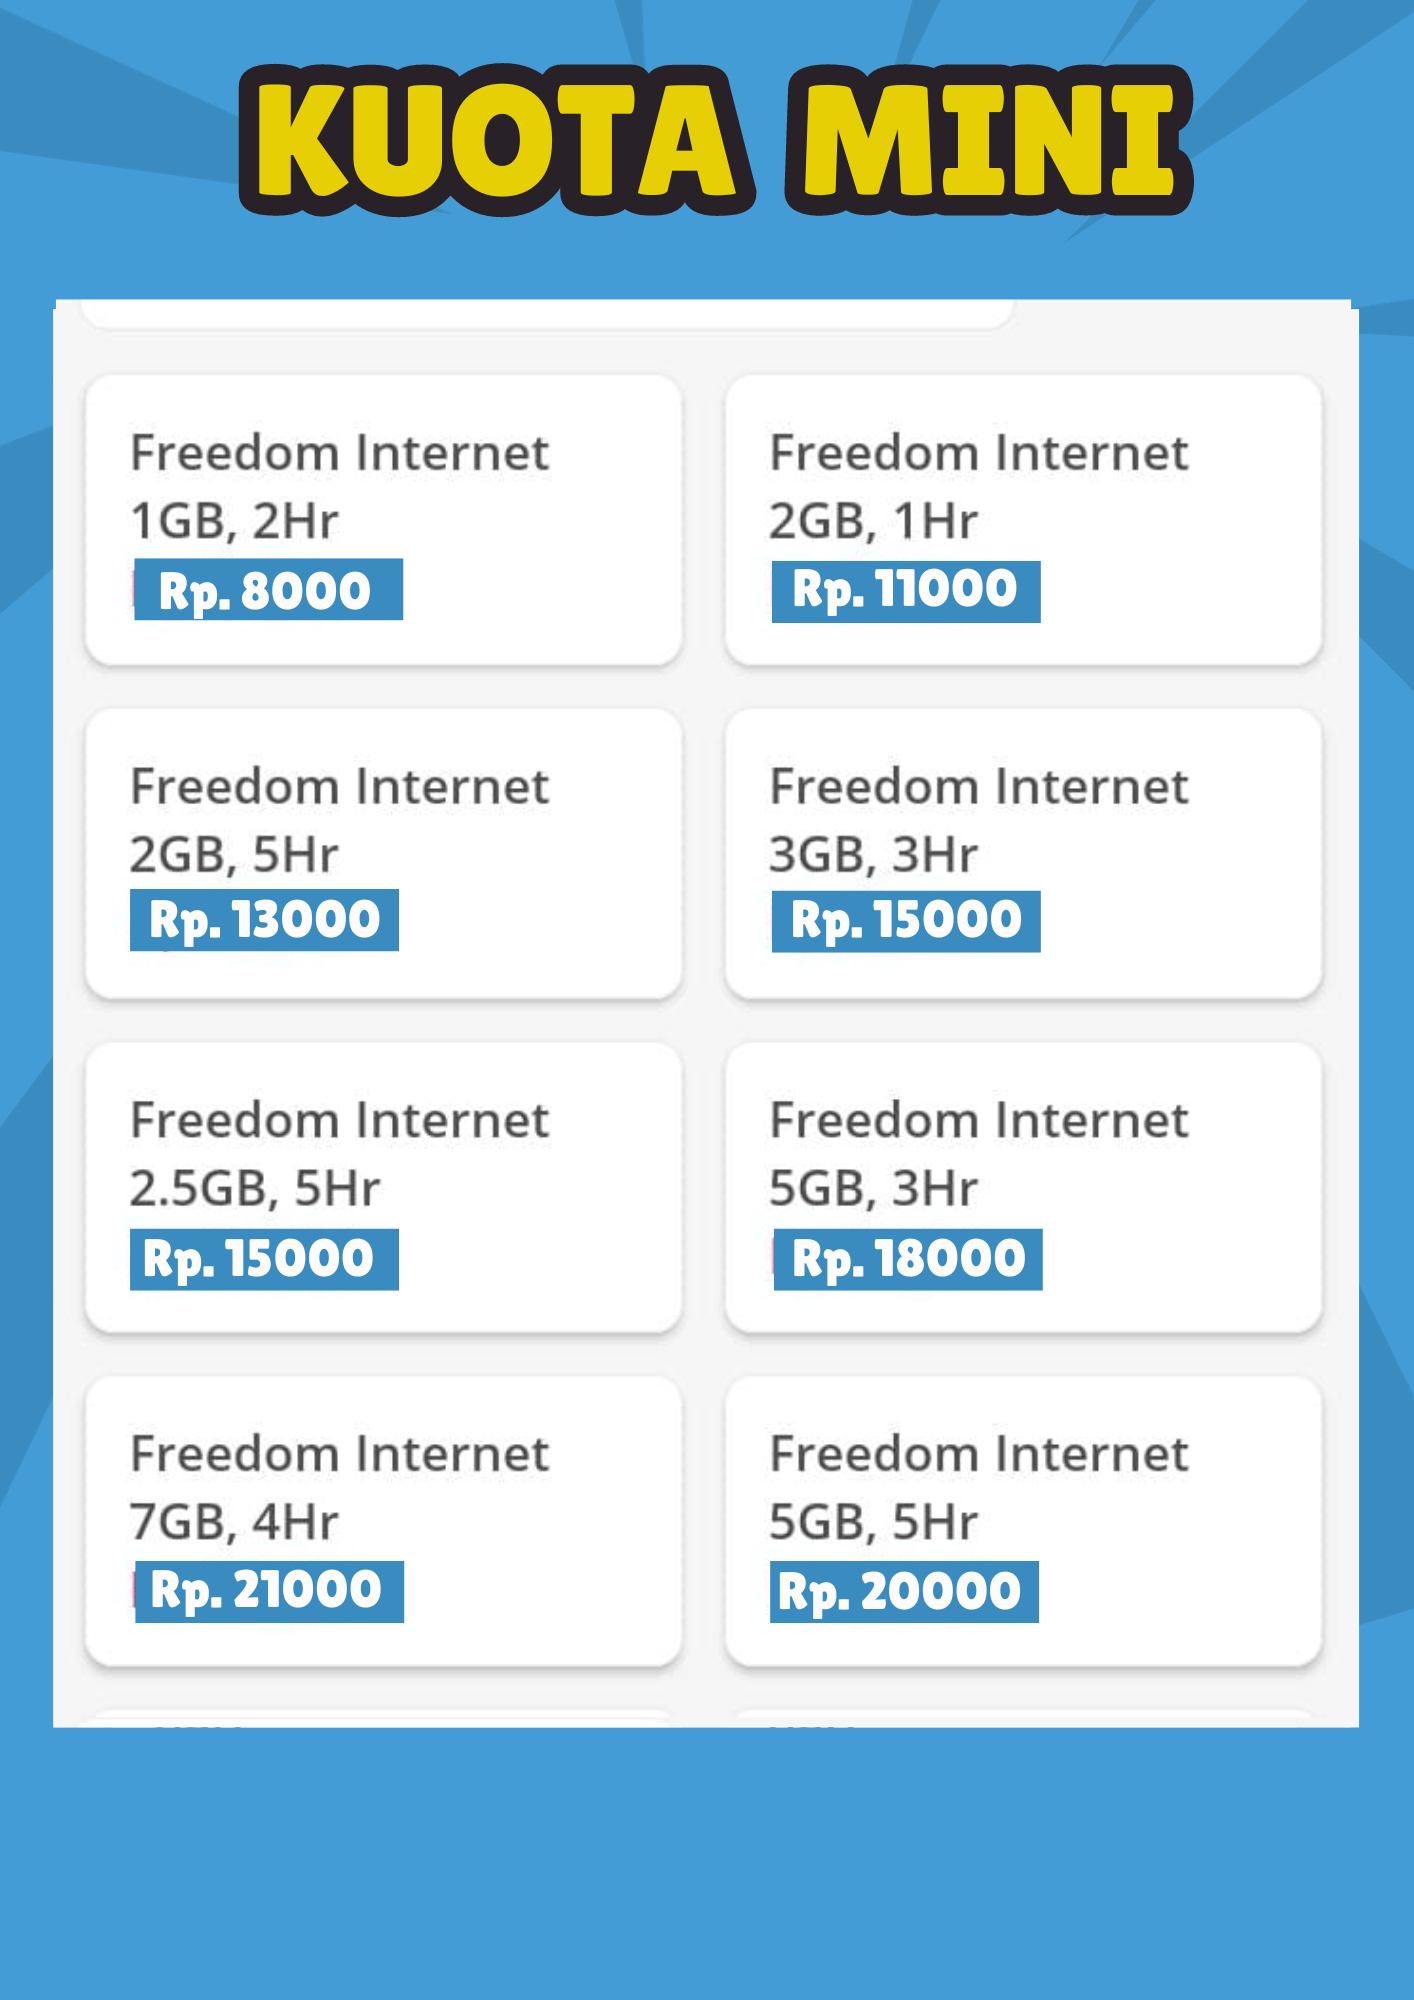 KUOTA MINI
Freedom Internet
1GB, 2Hr
Rp. 8000
Freedom Internet
2GB, 1Hr
Rp. 11000
Freedom Internet
2GB, 5Hr
Rp. 13000
Freedom Internet
3GB, 3Hr
Rp. 15000
Freedom Internet
2.5GB, 5Hr
Rp. 15000
Freedom Internet
5GB, 3Hr
Rp. 18000
Freedom Internet
7GB, 4Hr
Rp. 21000
Freedom Internet
5GB, 5Hr
Rp. 20000